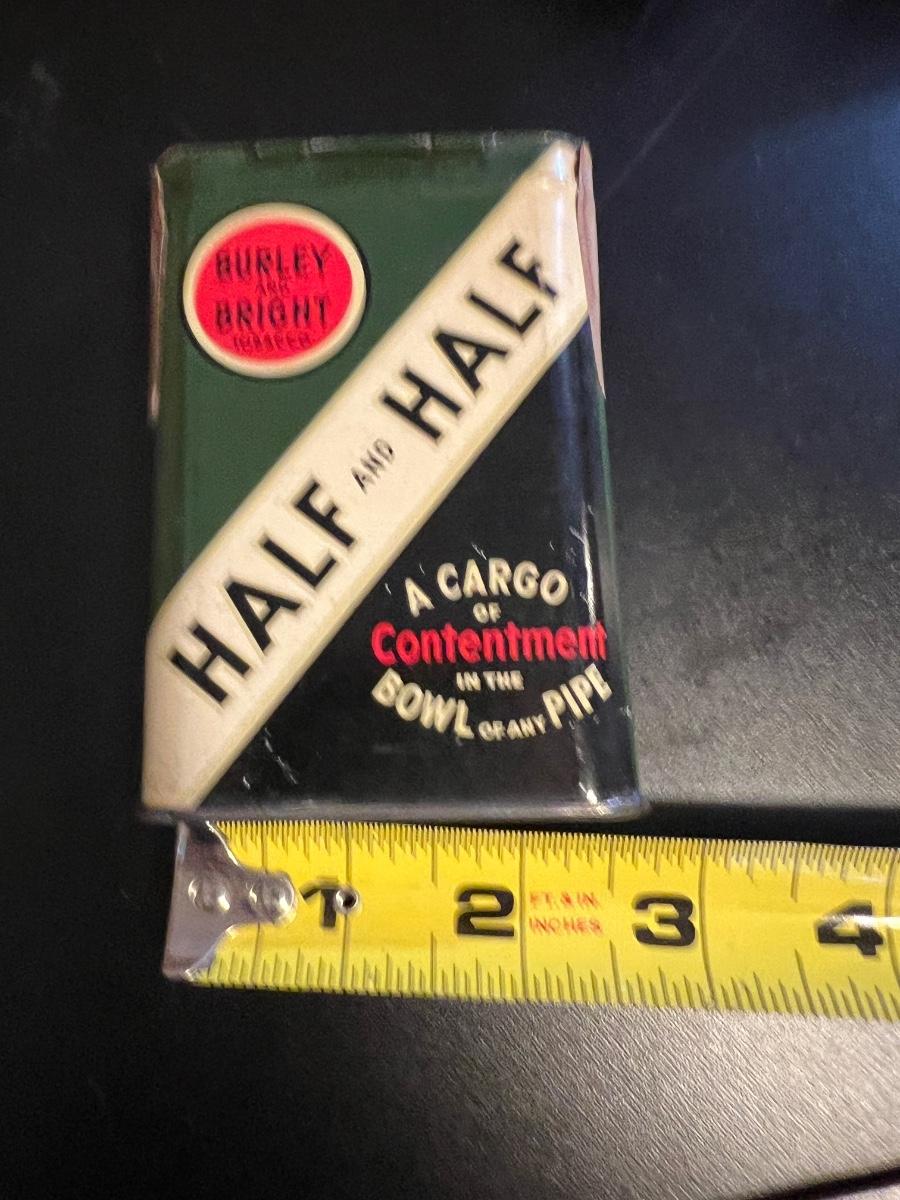 BURLEY
AND
BRIGHT
HALF AND HALF
A CARGO
OF
Contentment
IN THE
BOWL OF ANY PIPE
1 2 FT. & IN. 3 4
INCHES